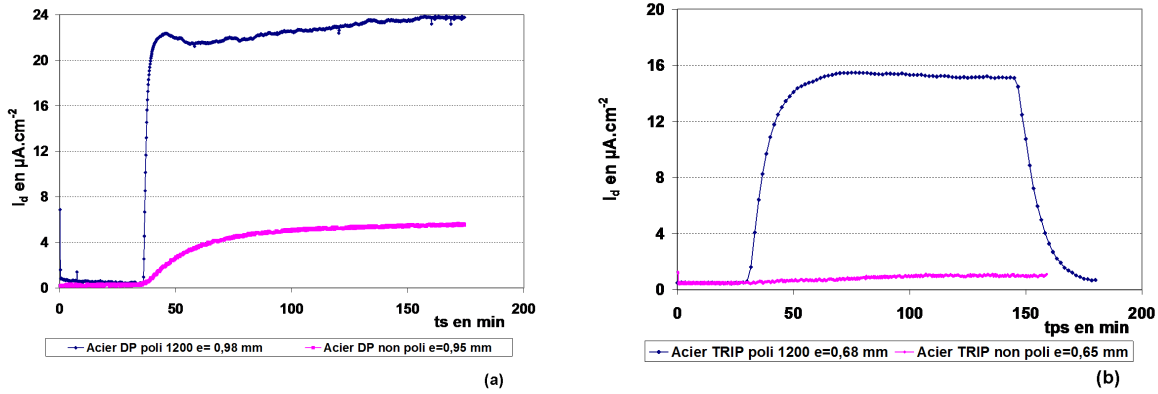 24
20
16
12
8
4
0
I_d en µA.cm^-2
0 50 100 150 200
ts en min
Acier DP poli 1200 e= 0,98 mm Acier DP non poli e=0,95 mm
(a)
20
16
12
8
4
0
I_d en µA.cm^-2
0 50 100 150 200
tps en min
Acier TRIP poli 1200 e=0,68 mm Acier TRIP non poli e=0,65 mm
(b)